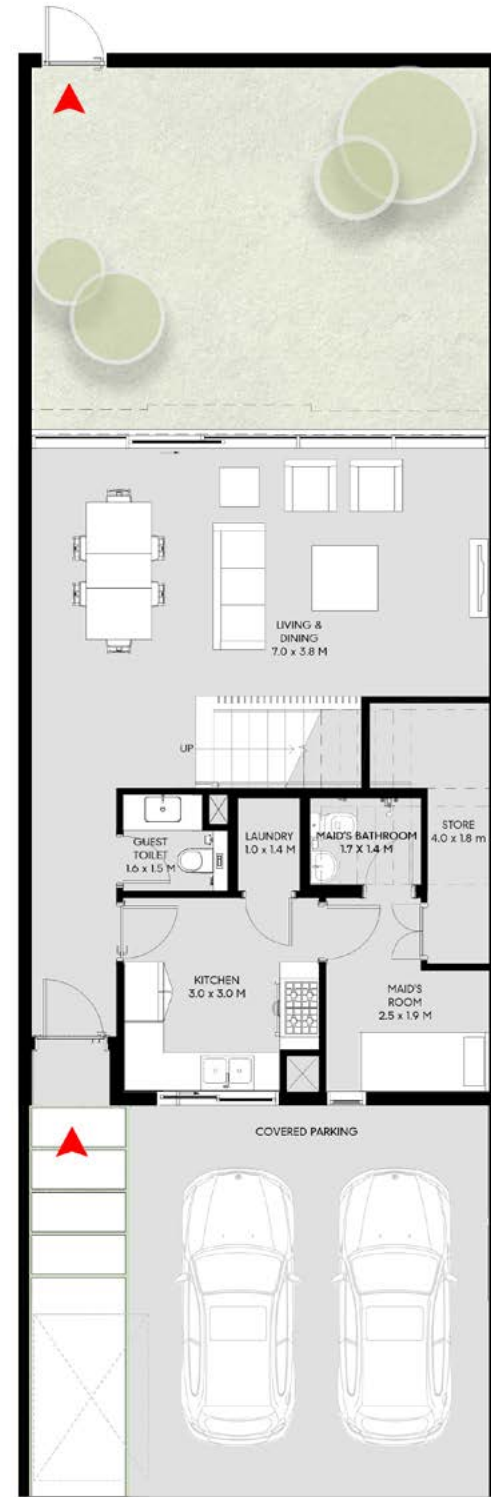 LIVING &
DINING
7.0 x 3.8 M
UP
GUEST
TOILET
1.6 x 1.5 M
LAUNDRY
1.0 x 1.4 M
MAID'S BATHROOM
1.7 X 1.4 M
STORE
4.0 x 1.8 m
KITCHEN
3.0 x 3.0 M
MAID'S
ROOM
2.5 x 1.9 M
COVERED PARKING